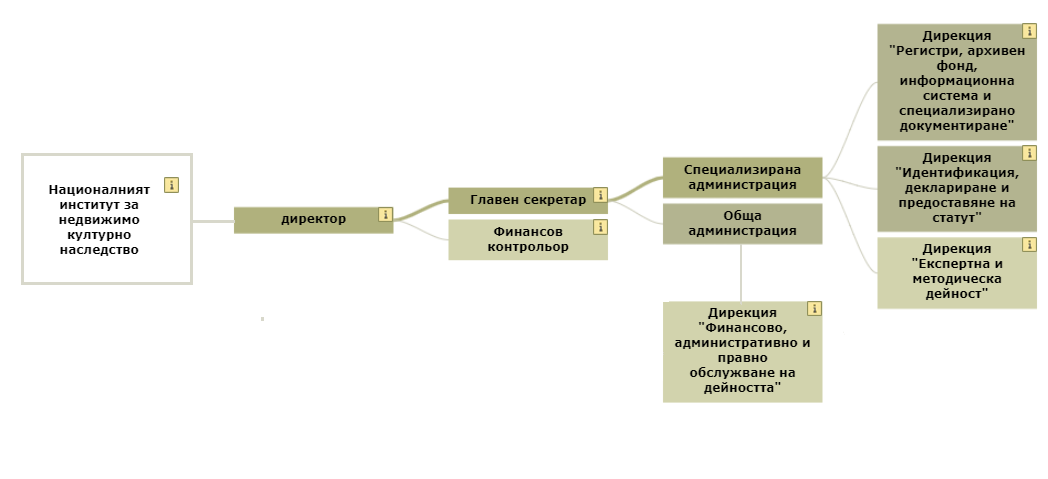 Националният
институт за
недвижимо
културно
наследство
директор
Главен секретар
Финансов
контрольор
Специализирана
администрация
Обща
администрация
Дирекция
"Финансово,
административно и
правно
обслужване на
дейността"
Дирекция
"Регистри, архивен
фонд,
информационна
система и
специализирано
документиране"
Дирекция
"Идентификация,
деклариране и
предоставяне на
статут"
Дирекция
"Експертна и
методическа
дейност"